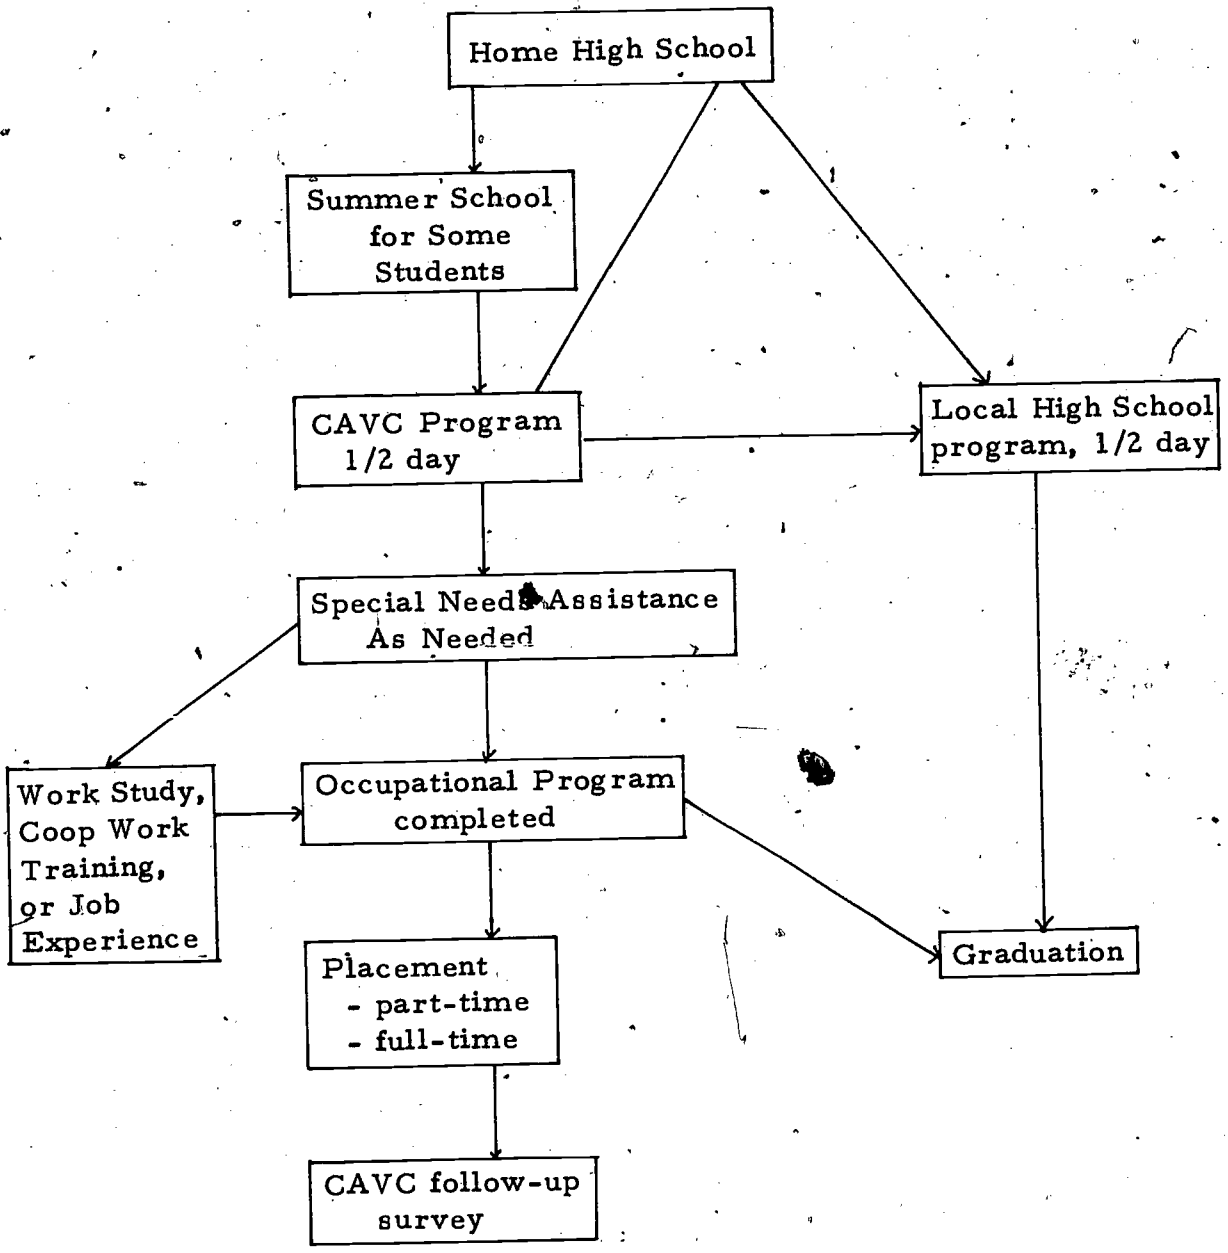 Home High School
Summer School
for Some
Students
CAVC Program
1/2 day
Local High School
program, 1/2 day
Special Needs Assistance
As Needed
Work Study,
Coop Work
Training,
or Job
Experience
Occupational Program
completed
Graduation
Placement
- part-time
- full-time
CAVC follow-up
survey